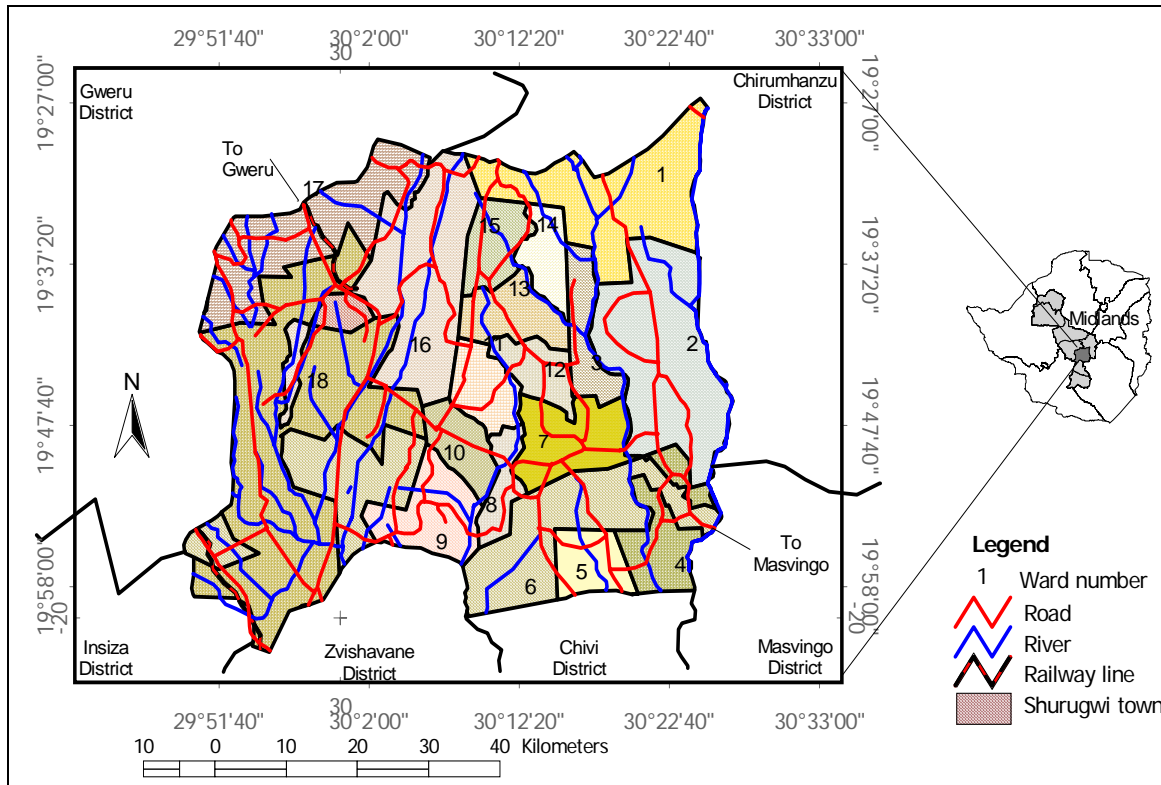 29°51'40" 30°2'00" 30°12'20" 30°22'40" 30°33'00"
30
Gweru
District
Chirumhanzu
District
19°27'00"
19°27'00"
To
Gweru
17
1
15
14
19°37'20"
19°37'20"
13
Midlands
16
11
2
12
3
18
N
19°47'40"
19°47'40"
7
10
8
To
Masvingo
9
4
5
6
19°58'00"
-20
19°58'00"
-20
Insiza
District
Zvishavane
District
Chivi
District
Masvingo
District
30
29°51'40" 30°2'00" 30°12'20" 30°22'40" 30°33'00"
10 0 10 20 30 40 Kilometers
Legend
1 Ward number
Road
River
Railway line
Shurugwi town